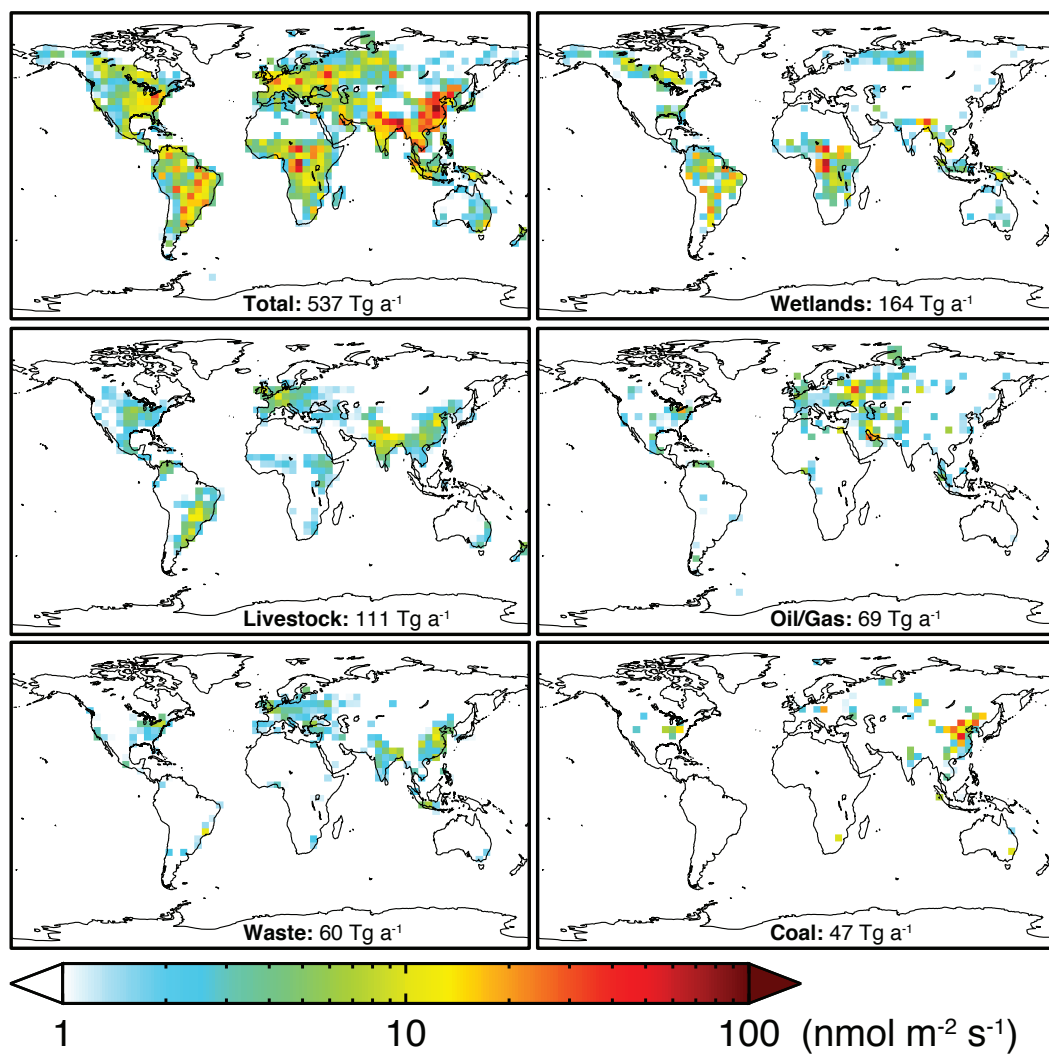 Total: 537 Tg a⁻¹
Wetlands: 164 Tg a⁻¹
Livestock: 111 Tg a⁻¹
Oil/Gas: 69 Tg a⁻¹
Waste: 60 Tg a⁻¹
Coal: 47 Tg a⁻¹
1 10 100 (nmol m⁻² s⁻¹)